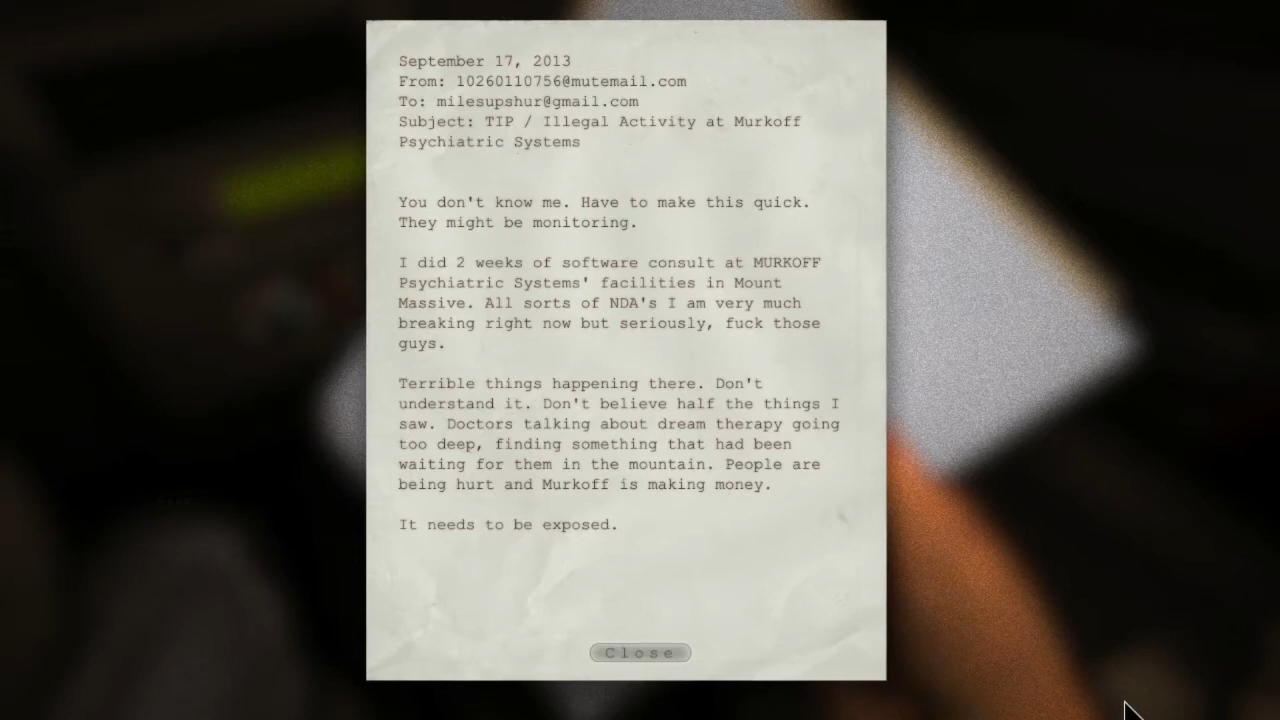 September 17, 2013
From: 10260110756@mutemail.com
To: milesupshur@gmail.com
Subject: TIP / Illegal Activity at Murkoff
Psychiatric Systems
You don't know me. Have to make this quick.
They might be monitoring.
I did 2 weeks of software consult at MURKOFF
Psychiatric Systems' facilities in Mount
Massive. All sorts of NDA's I am very much
breaking right now but seriously, fuck those
guys.
Terrible things happening there. Don't
understand it. Don't believe half the things I
saw. Doctors talking about dream therapy going
too deep, finding something that had been
waiting for them in the mountain. People are
being hurt and Murkoff is making money.
It needs to be exposed.
Close